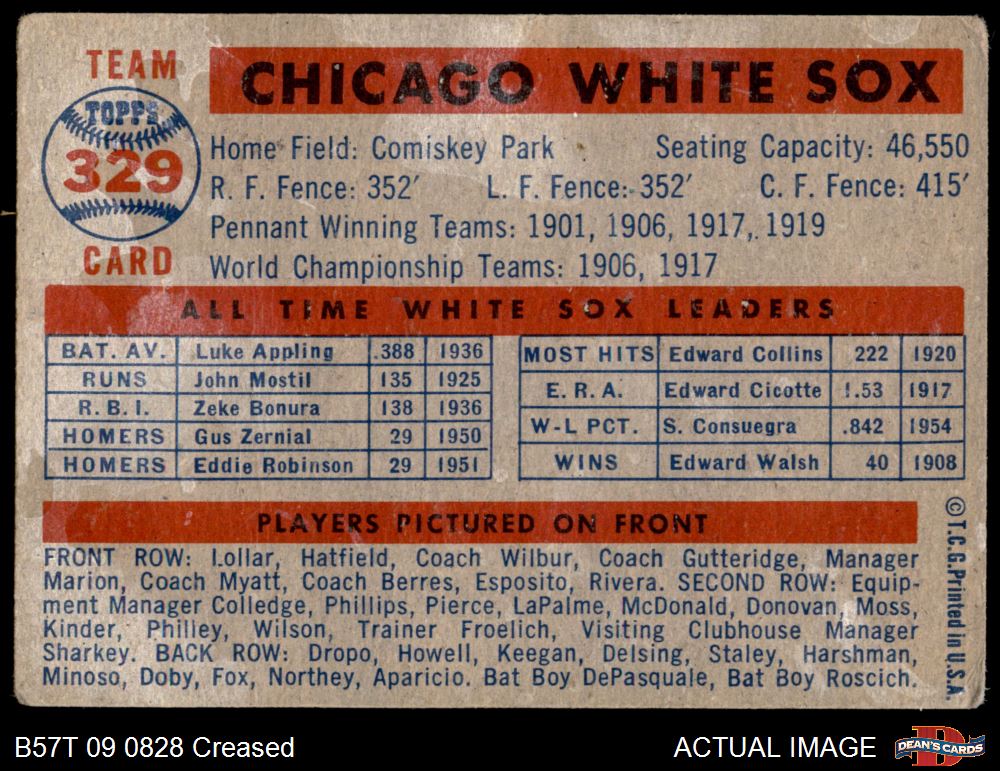 TEAM
CHICAGO WHITE SOX
TOPPS
329
CARD
Home Field: Comiskey Park Seating Capacity: 46,550
R. F. Fence: 352′ L. F. Fence: 352′ C. F. Fence: 415′
Pennant Winning Teams: 1901, 1906, 1917, 1919
World Championship Teams: 1906, 1917
ALL TIME WHITE SOX LEADERS
BAT. AV. Luke Appling .388 1936
RUNS John Mostil 135 1925
R. B. I. Zeke Bonura 138 1936
HOMERS Gus Zernial 29 1950
HOMERS Eddie Robinson 29 1951
MOST HITS Edward Collins 222 1920
E. R. A. Edward Cicotte 1.53 1917
W-L PCT. S. Consuegra .842 1954
WINS Edward Walsh 40 1908
PLAYERS PICTURED ON FRONT
FRONT ROW: Lollar, Hatfield, Coach Wilbur, Coach Gutteridge, Manager
Marion, Coach Myatt, Coach Berres, Esposito, Rivera. SECOND ROW: Equip-
ment Manager Colledge, Phillips, Pierce, LaPalme, McDonald, Donovan, Moss,
Kinder, Philley, Wilson, Trainer Froelich, Visiting Clubhouse Manager
Sharkey. BACK ROW: Dropo, Howell, Keegan, Delsing, Staley, Harshman,
Minoso, Doby, Fox, Northey, Aparicio. Bat Boy DePasquale, Bat Boy Roscich.
© T.C.G. Printed in U.S.A.
B57T 09 0828 Creased
ACTUAL IMAGE
D
DEAN'S CARDS